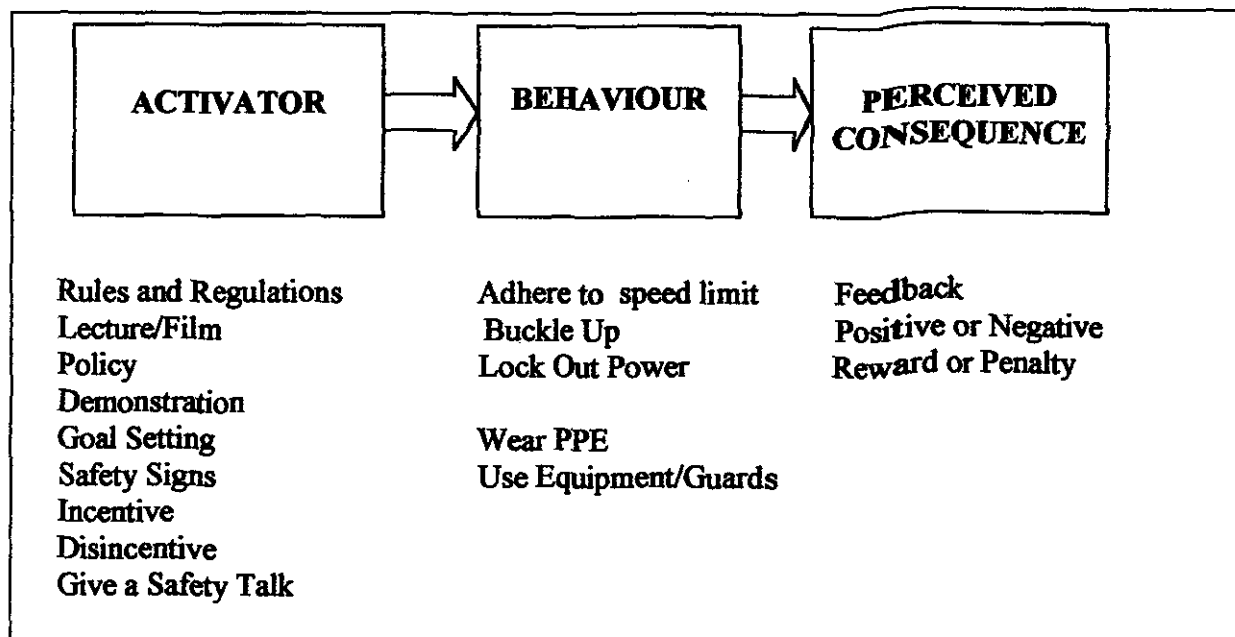 ACTIVATOR
BEHAVIOUR
PERCEIVED
CONSEQUENCE
Rules and Regulations
Lecture/Film
Policy
Demonstration
Goal Setting
Safety Signs
Incentive
Disincentive
Give a Safety Talk
Adhere to speed limit
Buckle Up
Lock Out Power
Wear PPE
Use Equipment/Guards
Feedback
Positive or Negative
Reward or Penalty